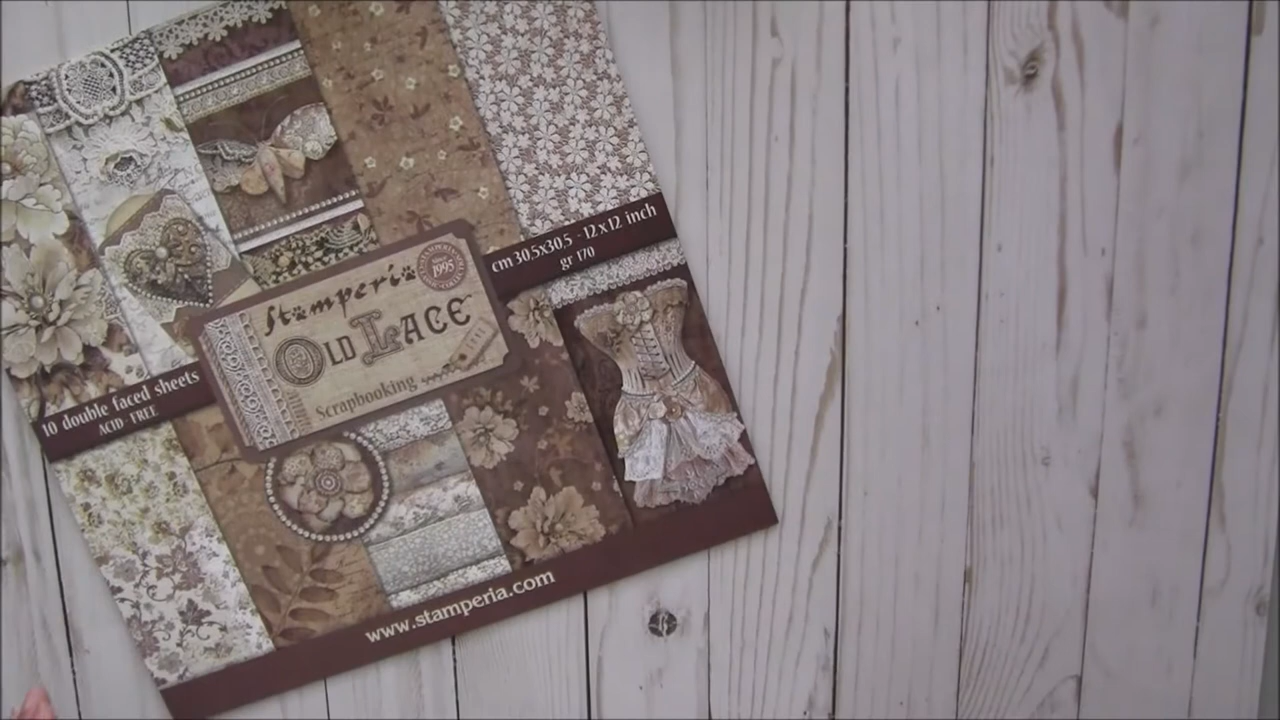 cm 30.5x30.5 - 12x12 inch
gr 170
Stamperia
Since
1995
OLD LACE
Scrapbooking
10 double faced sheets
ACID-FREE
www.stamperia.com